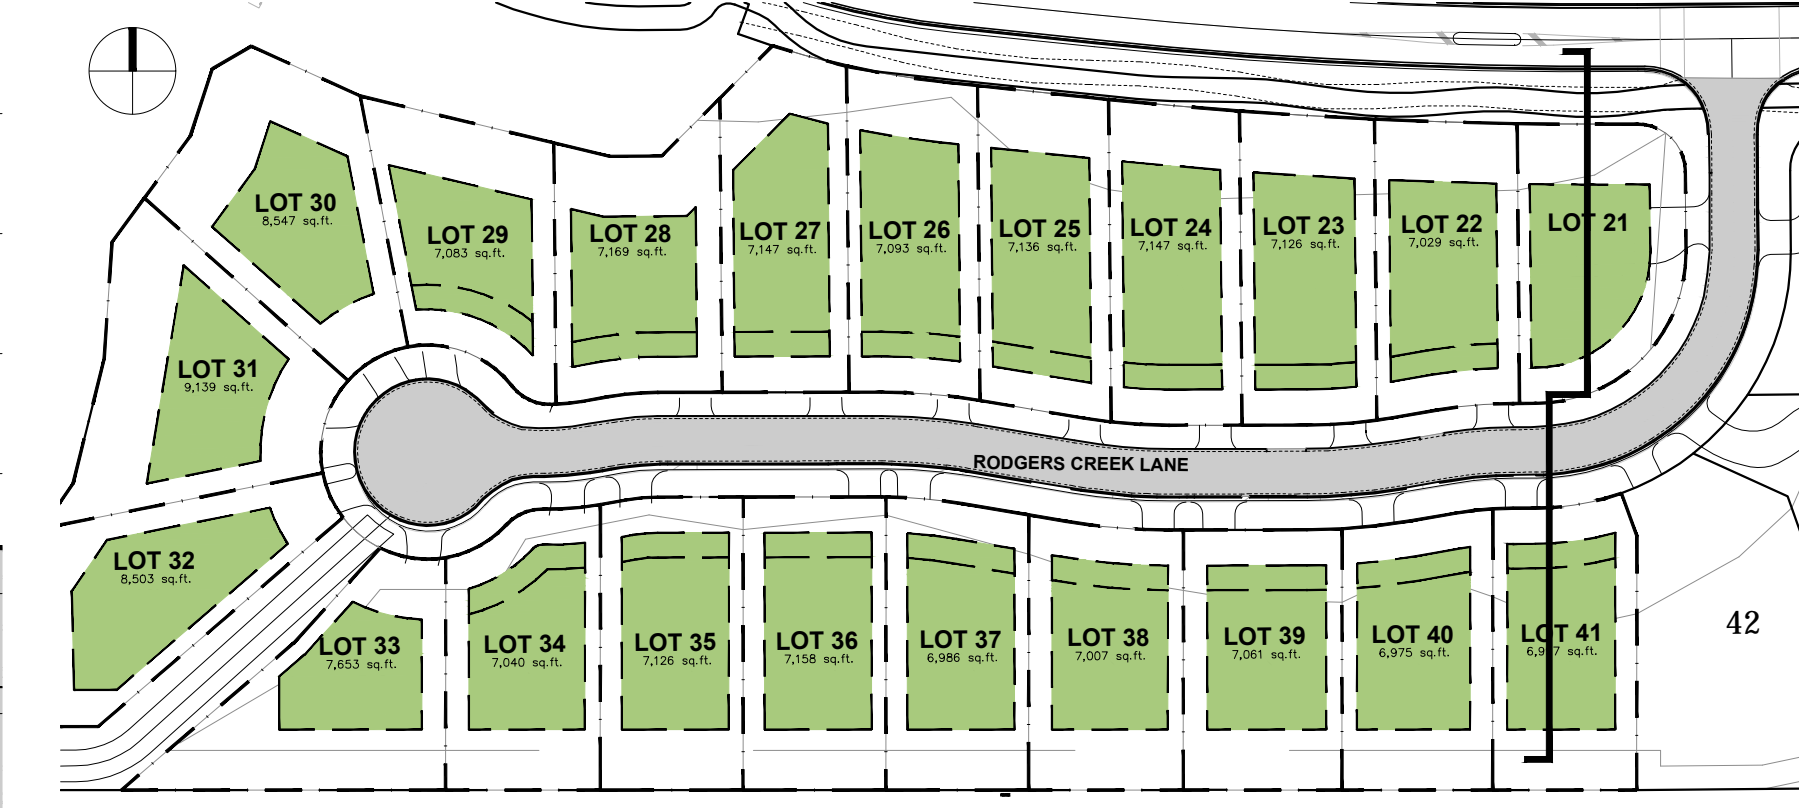 LOT 30
8,547 sq.ft.
LOT 29
7,083 sq.ft.
LOT 28
7,169 sq.ft.
LOT 27
7,147 sq.ft.
LOT 26
7,093 sq.ft.
LOT 25
7,136 sq.ft.
LOT 24
7,147 sq.ft.
LOT 23
7,126 sq.ft.
LOT 22
7,029 sq.ft.
LOT 21
LOT 31
9,139 sq.ft.
RODGERS CREEK LANE
LOT 32
8,503 sq.ft.
LOT 33
7,653 sq.ft.
LOT 34
7,040 sq.ft.
LOT 35
7,126 sq.ft.
LOT 36
7,158 sq.ft.
LOT 37
6,986 sq.ft.
LOT 38
7,007 sq.ft.
LOT 39
7,061 sq.ft.
LOT 40
6,975 sq.ft.
LOT 41
sq.ft.
42